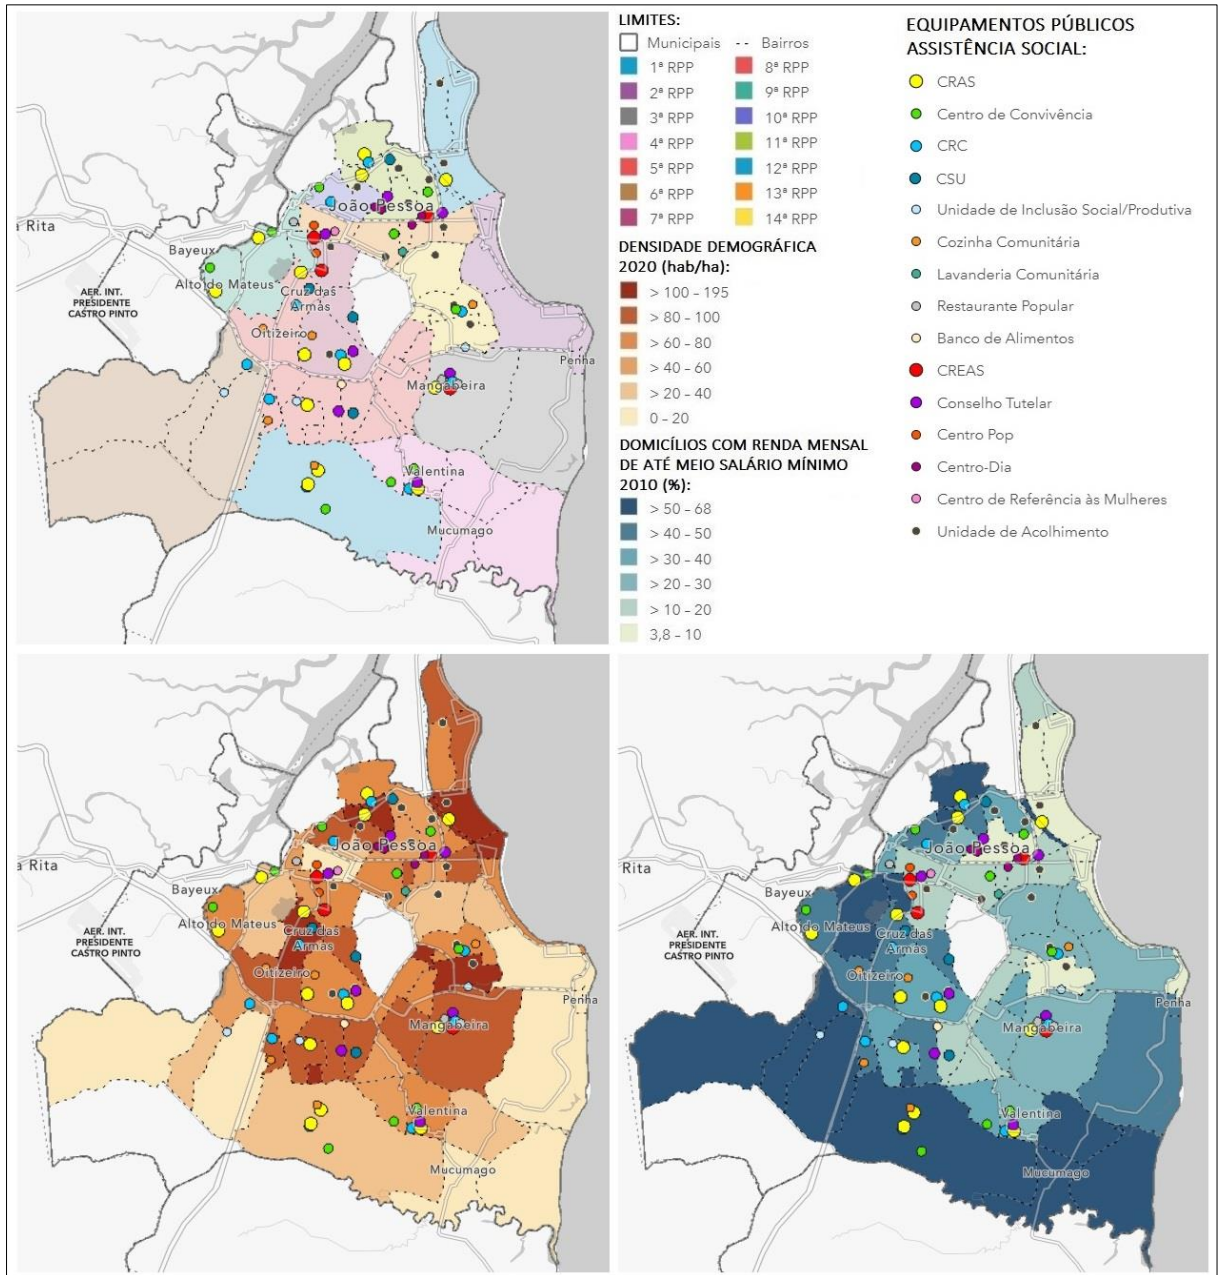 João Pessoa
a Rita
Bayeux
Alto do Mateus
AER. INT.
PRESIDENTE
CASTRO PINTO
Cruz das
Armas
Oitizeiro
Penha
Mangabeira
Valentina
Mucumago
LIMITES:
Municipais
Bairros
1ª RPP
8ª RPP
2ª RPP
9ª RPP
3ª RPP
10ª RPP
4ª RPP
11ª RPP
5ª RPP
12ª RPP
6ª RPP
13ª RPP
7ª RPP
14ª RPP
DENSIDADE DEMOGRÁFICA
2020 (hab/ha):
> 100 – 195
> 80 – 100
> 60 – 80
> 40 – 60
> 20 – 40
0 – 20
DOMICÍLIOS COM RENDA MENSAL
DE ATÉ MEIO SALÁRIO MÍNIMO
2010 (%):
> 50 – 68
> 40 – 50
> 30 – 40
> 20 – 30
> 10 – 20
3,8 – 10
EQUIPAMENTOS PÚBLICOS
ASSISTÊNCIA SOCIAL:
CRAS
Centro de Convivência
CRC
CSU
Unidade de Inclusão Social/Produtiva
Cozinha Comunitária
Lavanderia Comunitária
Restaurante Popular
Banco de Alimentos
CREAS
Conselho Tutelar
Centro Pop
Centro-Dia
Centro de Referência às Mulheres
Unidade de Acolhimento
João Pessoa
a Rita
Bayeux
Alto do Mateus
AER. INT.
PRESIDENTE
CASTRO PINTO
Cruz das
Armas
Oitizeiro
Penha
Mangabeira
Valentina
Mucumago
João Pessoa
a Rita
Bayeux
Alto do Mateus
AER. INT.
PRESIDENTE
CASTRO PINTO
Cruz das
Armas
Oitizeiro
Penha
Mangabeira
Valentina
Mucumago